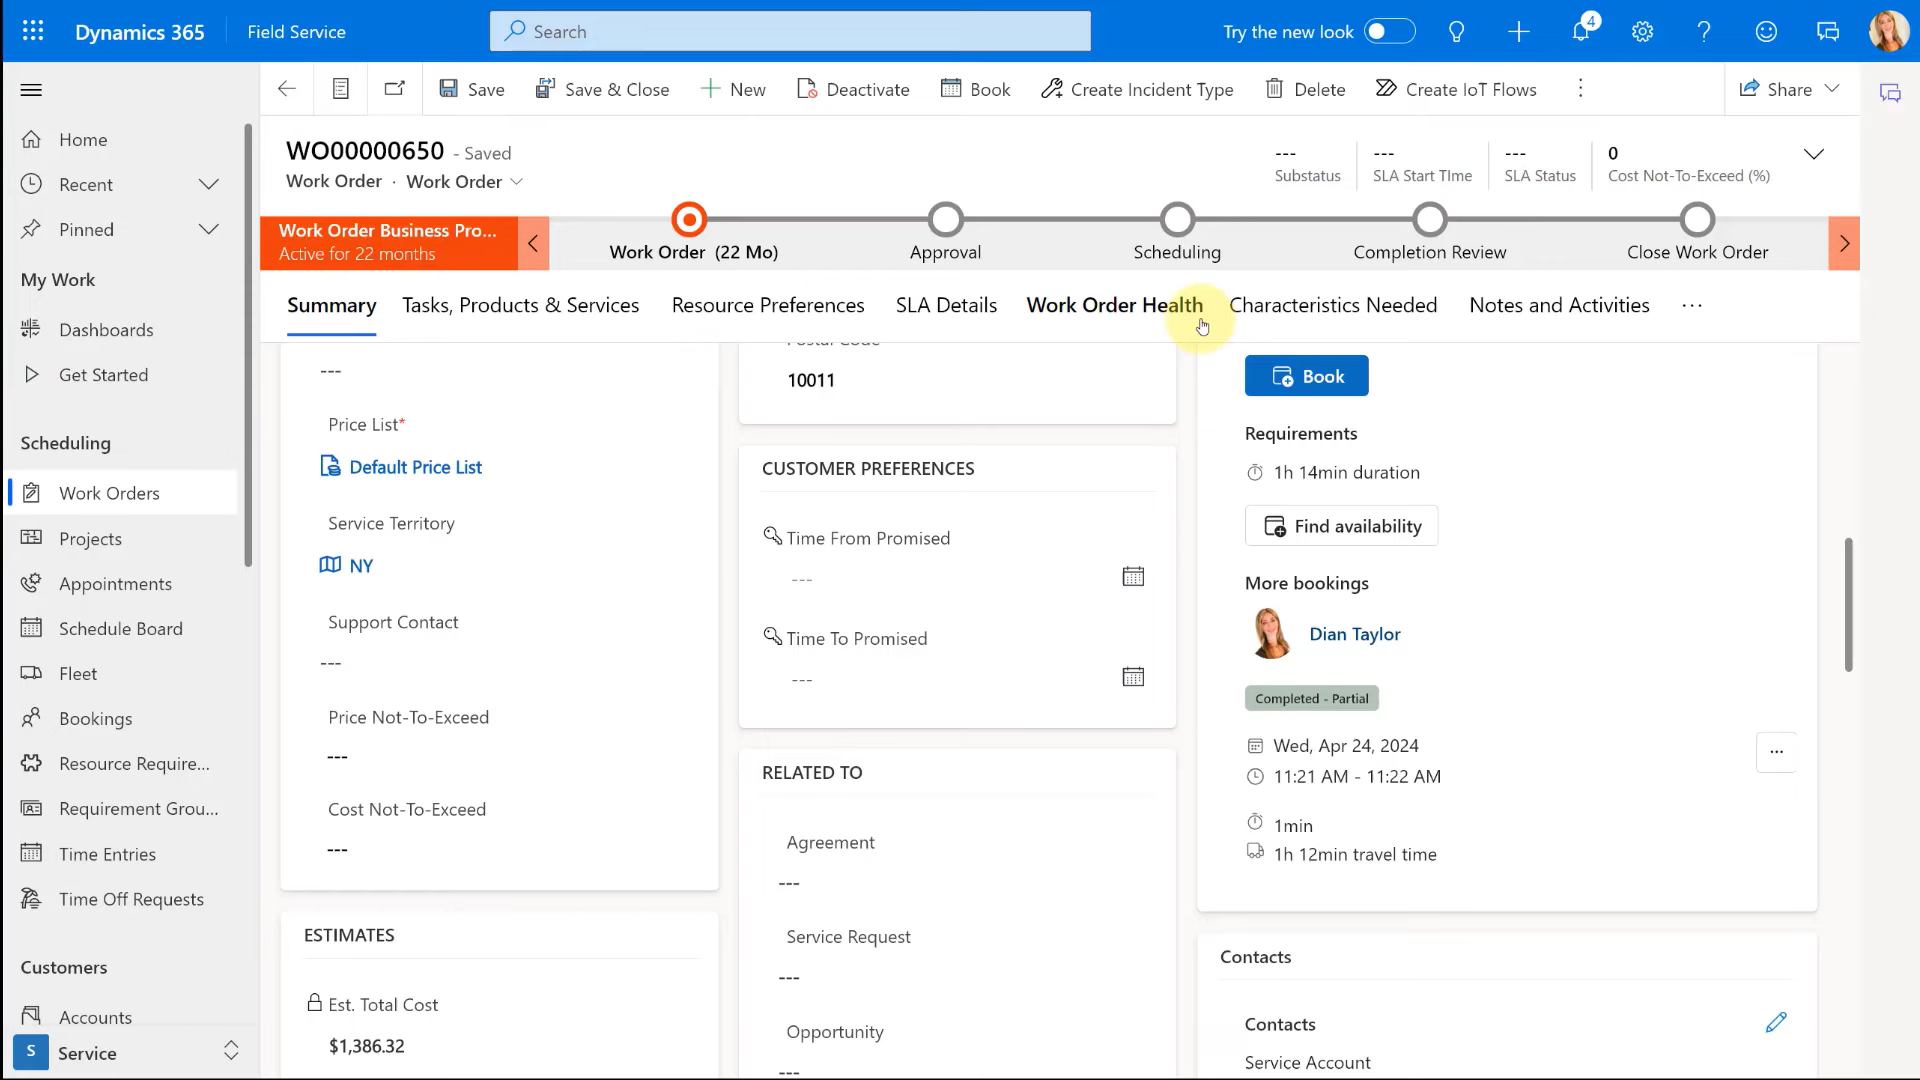 Dynamics 365
Field Service
Search
Try the new look
4
Save
Save & Close
New
Deactivate
Book
Create Incident Type
Delete
Create IoT Flows
Share
Home
Recent
Pinned
My Work
Dashboards
Get Started
Scheduling
Work Orders
Projects
Appointments
Schedule Board
Fleet
Bookings
Resource Require...
Requirement Grou...
Time Entries
Time Off Requests
Customers
Accounts
S
Service
WO00000650 - Saved
Work Order · Work Order
---
Substatus
---
SLA Start TIme
---
SLA Status
0
Cost Not-To-Exceed (%)
Work Order Business Pro...
Active for 22 months
Work Order (22 Mo)
Approval
Scheduling
Completion Review
Close Work Order
Summary
Tasks, Products & Services
Resource Preferences
SLA Details
Work Order Health
Characteristics Needed
Notes and Activities
---
Price List*
Default Price List
Service Territory
NY
Support Contact
---
Price Not-To-Exceed
---
Cost Not-To-Exceed
---
ESTIMATES
Est. Total Cost
$1,386.32
Postal Code
10011
CUSTOMER PREFERENCES
Time From Promised
---
Time To Promised
---
RELATED TO
Agreement
---
Service Request
---
Opportunity
---
Book
Requirements
1h 14min duration
Find availability
More bookings
Dian Taylor
Completed - Partial
Wed, Apr 24, 2024
11:21 AM - 11:22 AM
1min
1h 12min travel time
Contacts
Contacts
Service Account